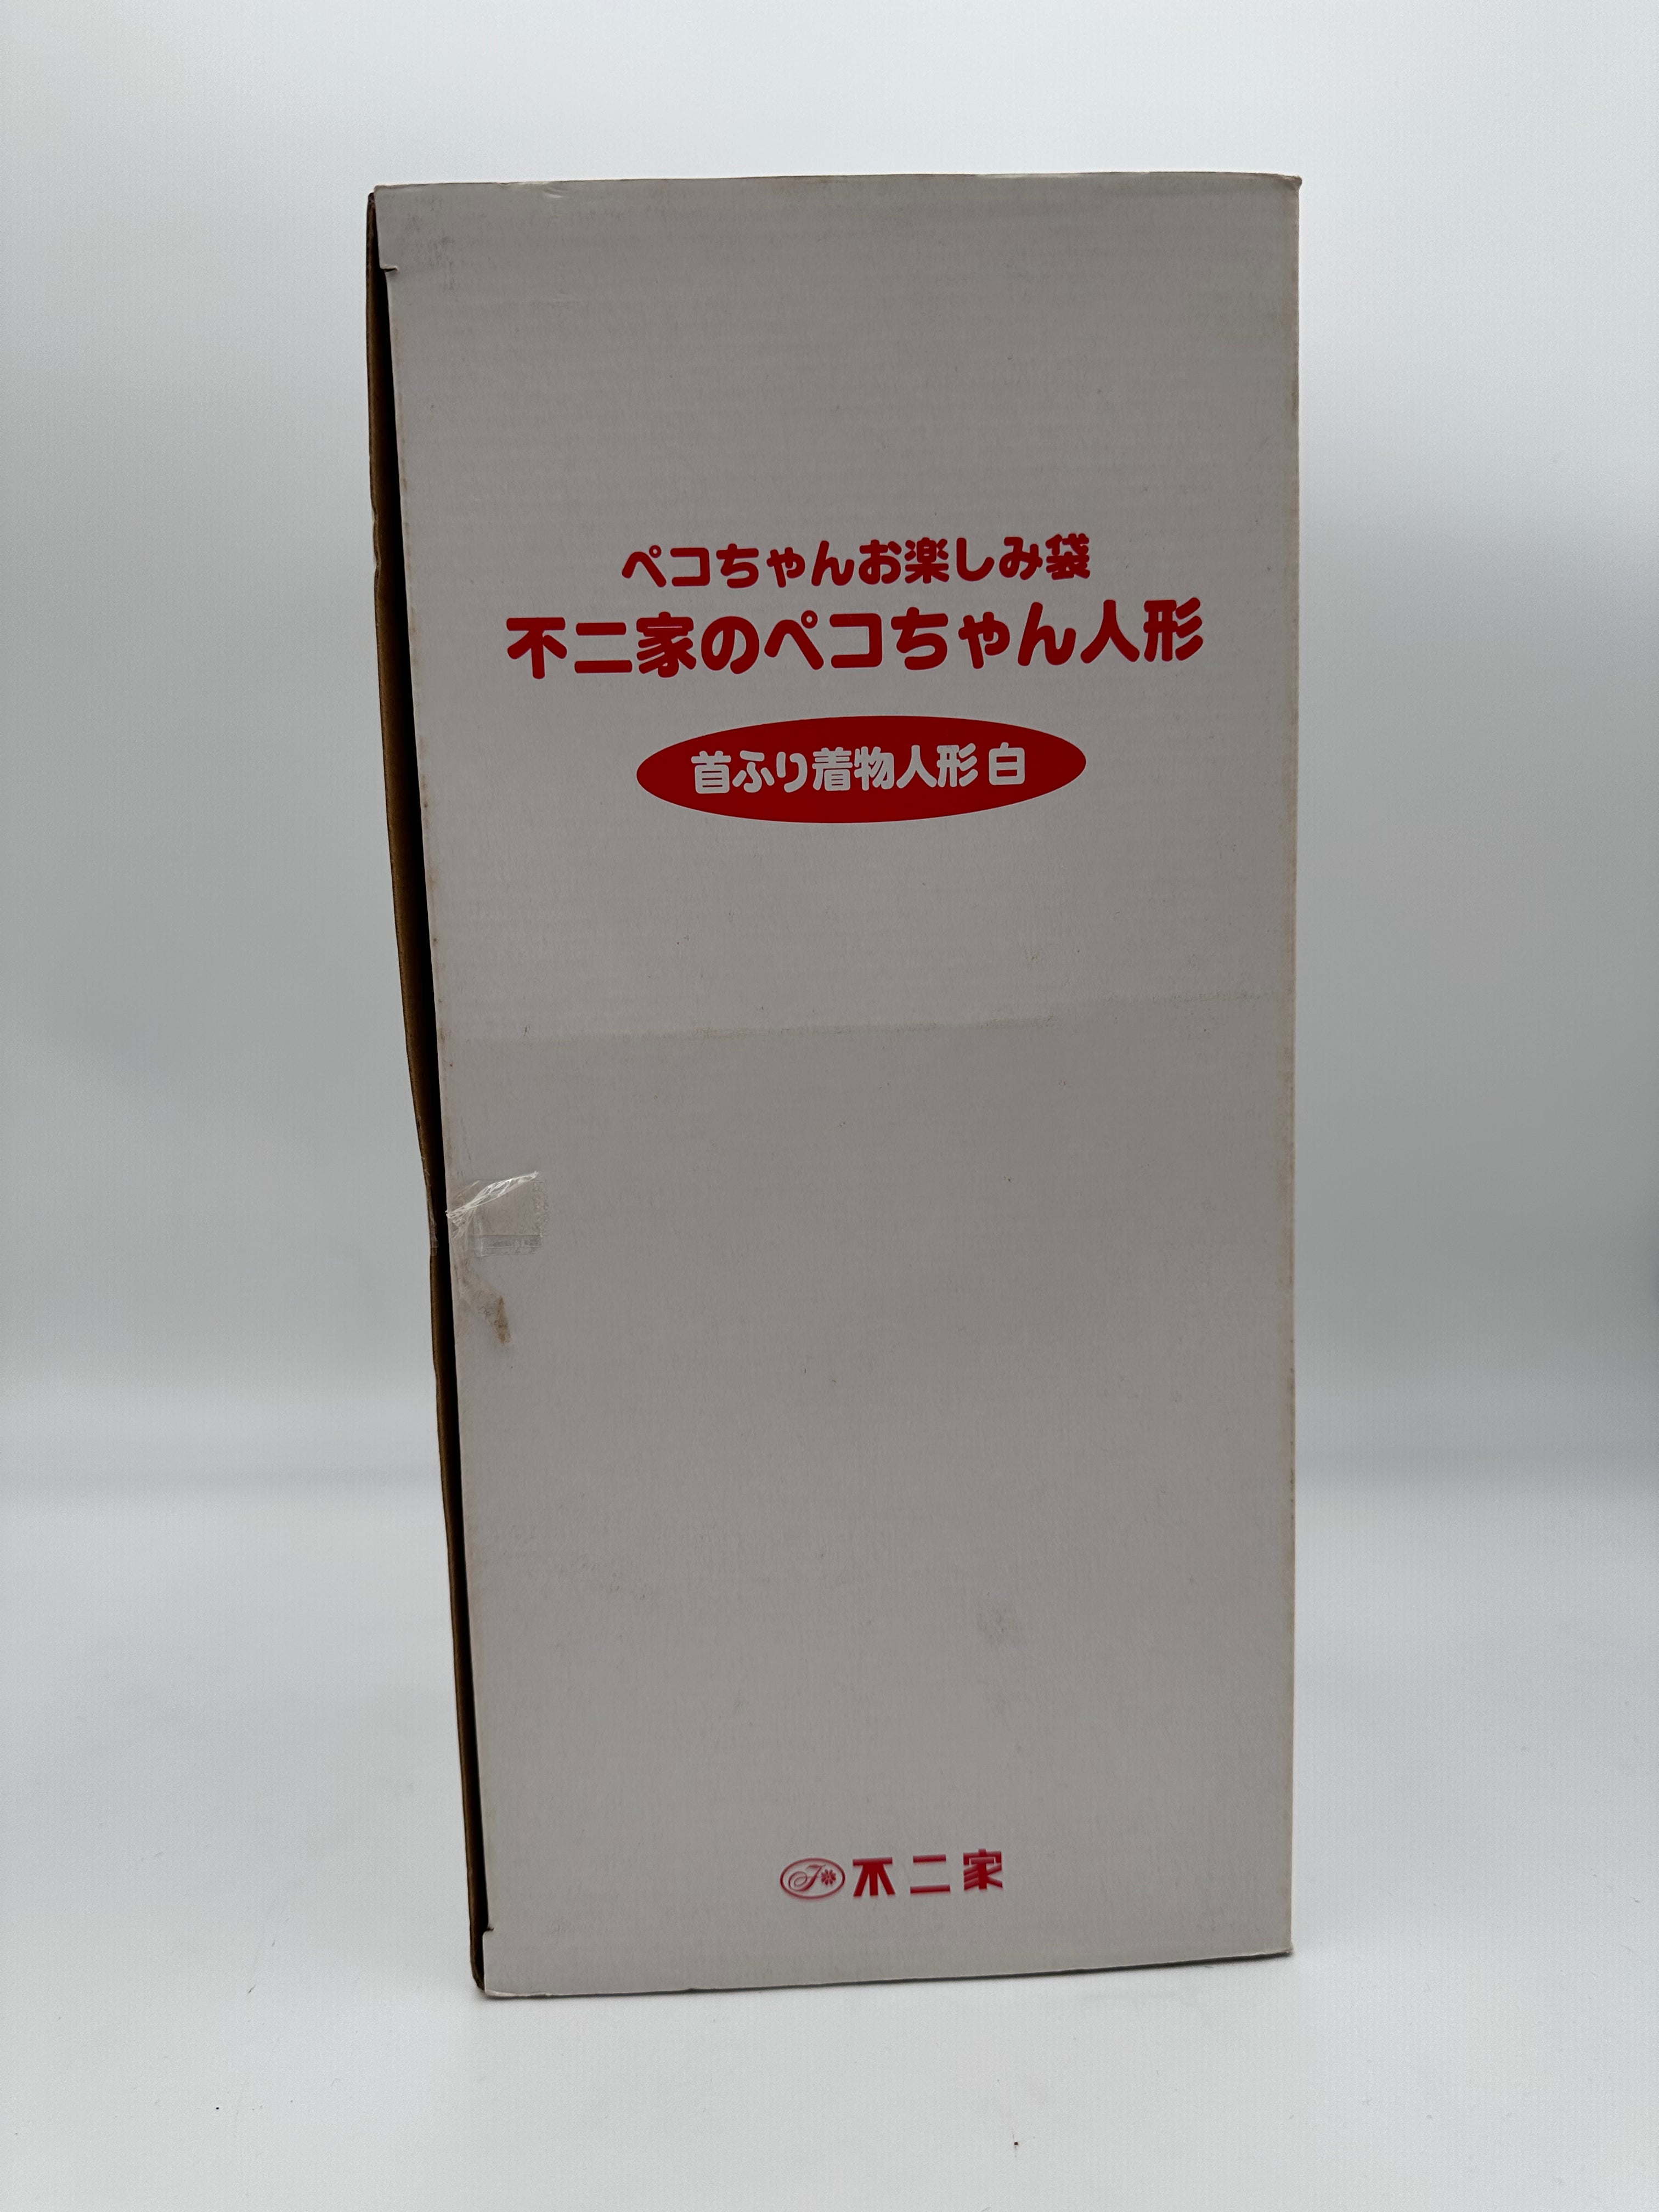 ペコちゃんお楽しみ袋
不二家のペコちゃん人形
首ふり着物人形 白
F 不二家